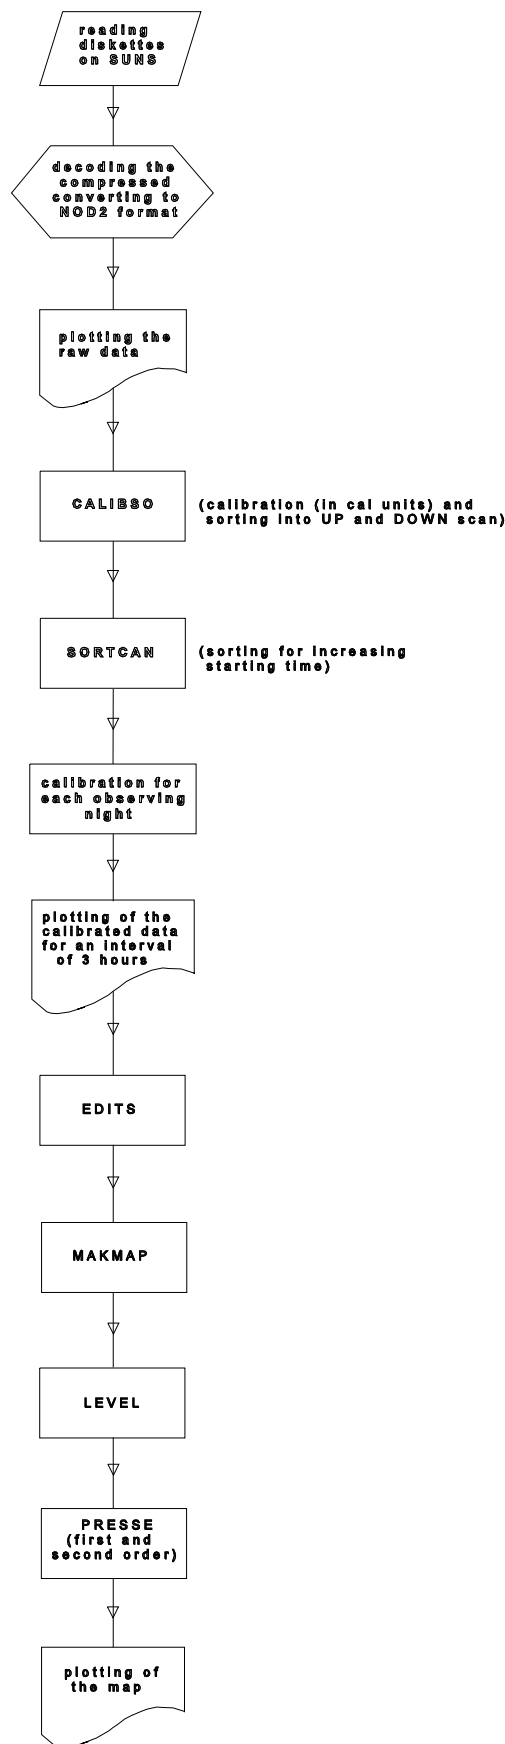 reading
diskettes
on SUNS
decoding the
compressed
converting to
NOD2 format
plotting the
raw data
CALIBSO
(calibration (in cal units) and
sorting into UP and DOWN scan)
SORTCAN
(sorting for increasing
starting time)
calibration for
each observing
night
plotting of the
calibrated data
for an interval
of 3 hours
EDITS
MAKMAP
LEVEL
PRESSE
(first and
second order)
plotting of
the map